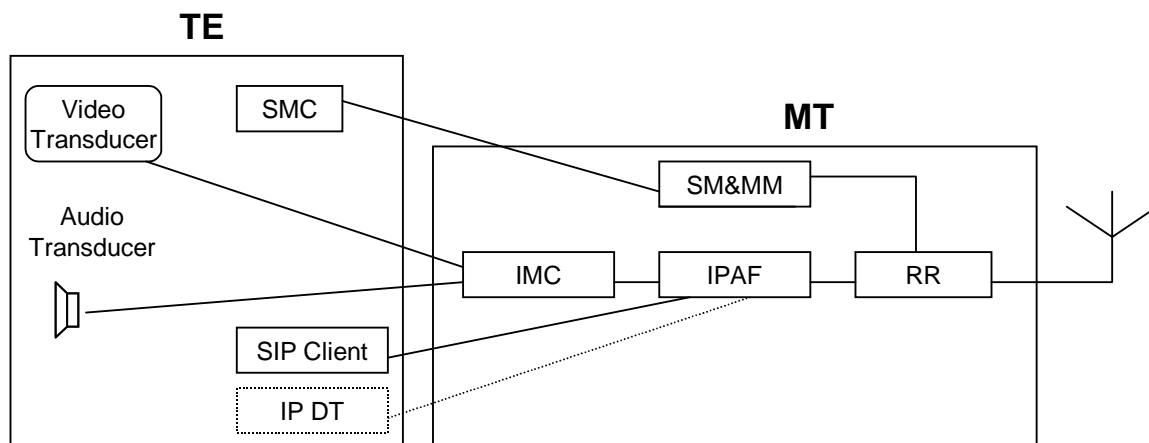 TE
Video
Transducer
SMC
MT
SM&MM
Audio
Transducer
IMC
IPAF
RR
SIP Client
IP DT